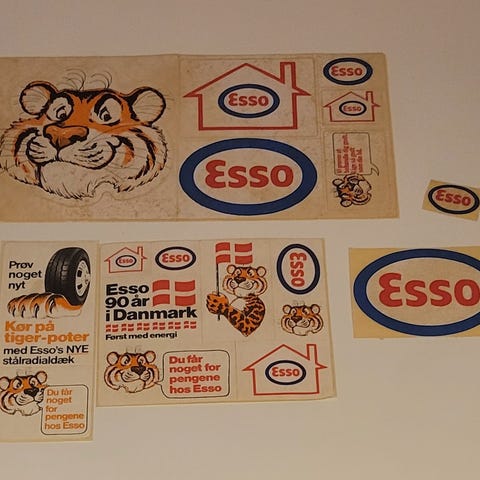 Esso
Esso
Esso
Esso
Esso
Esso
Prøv
noget
nyt
Kør på
tiger-poter
med Esso's NYE
stålradialdæk
Du får
noget for
pengene
hos Esso
Esso
Esso
Esso
90 år
i Danmark
Først med energi
Esso
Du får
noget for
pengene
hos Esso
Esso